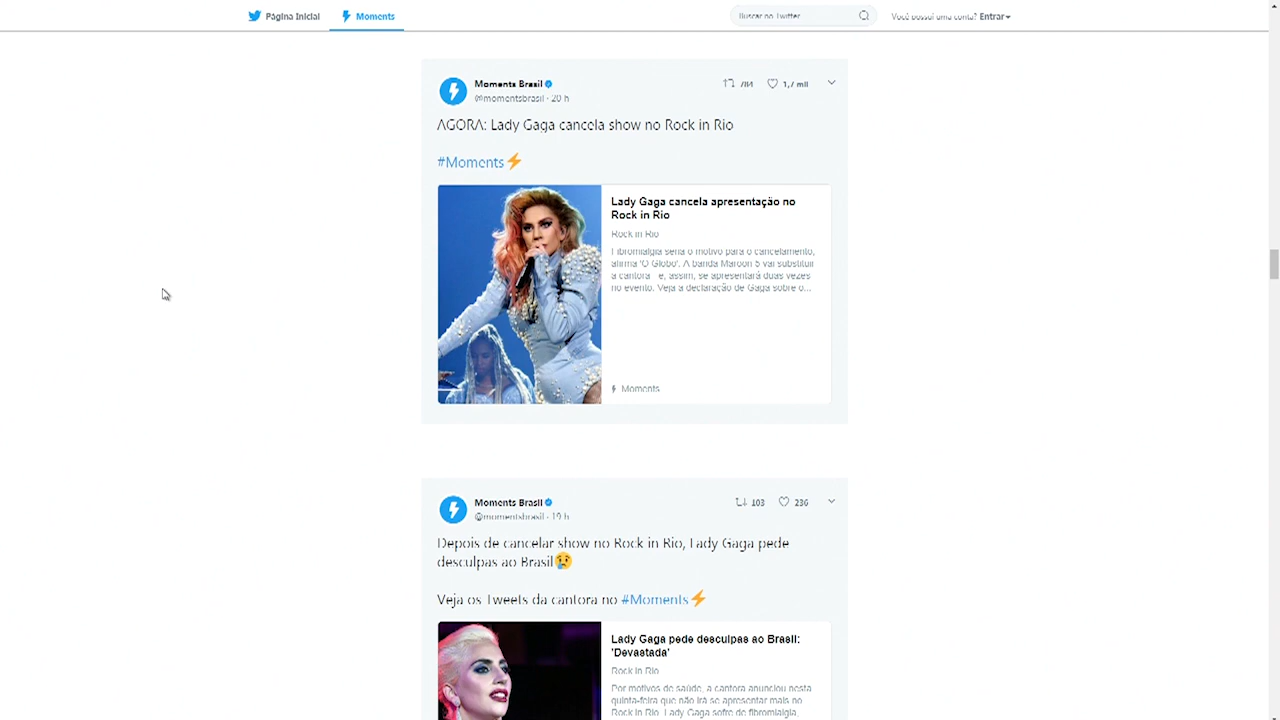 Página Inicial
Moments
Buscar no Twitter
Você possui uma conta? Entrar
Moments Brasil
@momentsbrasil · 20 h
1,7 mil
AGORA: Lady Gaga cancela show no Rock in Rio
#Moments⚡
Lady Gaga cancela apresentação no
Rock in Rio
Rock in Rio
Fibromialgia seria o motivo para o cancelamento,
afirma 'O Globo'. A banda Maroon 5 vai substituir
a cantora e, assim, se apresentará duas vezes
no evento. Veja a declaração de Gaga sobre o...
Moments
Moments Brasil
@momentsbrasil · 19 h
103
236
Depois de cancelar show no Rock in Rio, Lady Gaga pede
desculpas ao Brasil😢
Veja os Tweets da cantora no #Moments⚡
Lady Gaga pede desculpas ao Brasil:
'Devastada'
Rock in Rio
Por motivos de saúde, a cantora anunciou nesta
quinta-feira que não irá se apresentar mais no
Rock in Rio. Lady Gaga sofre de fibromialgia,